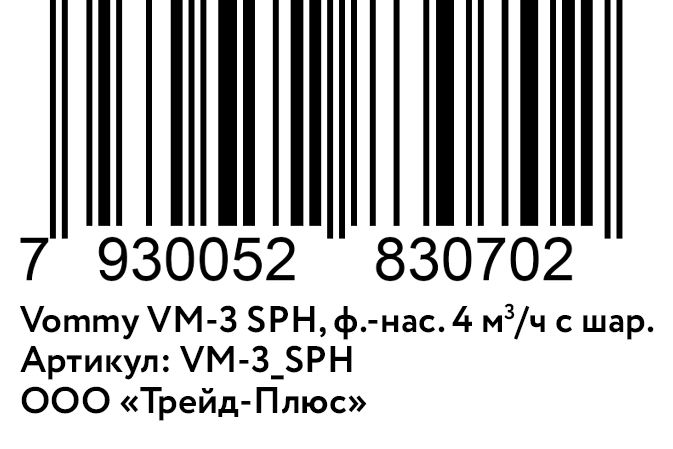 7 930052 830702
Vommy VM-3 SPH, ф.-нас. 4 м³/ч с шар.
Артикул: VM-3_SPH
ООО «Трейд-Плюс»